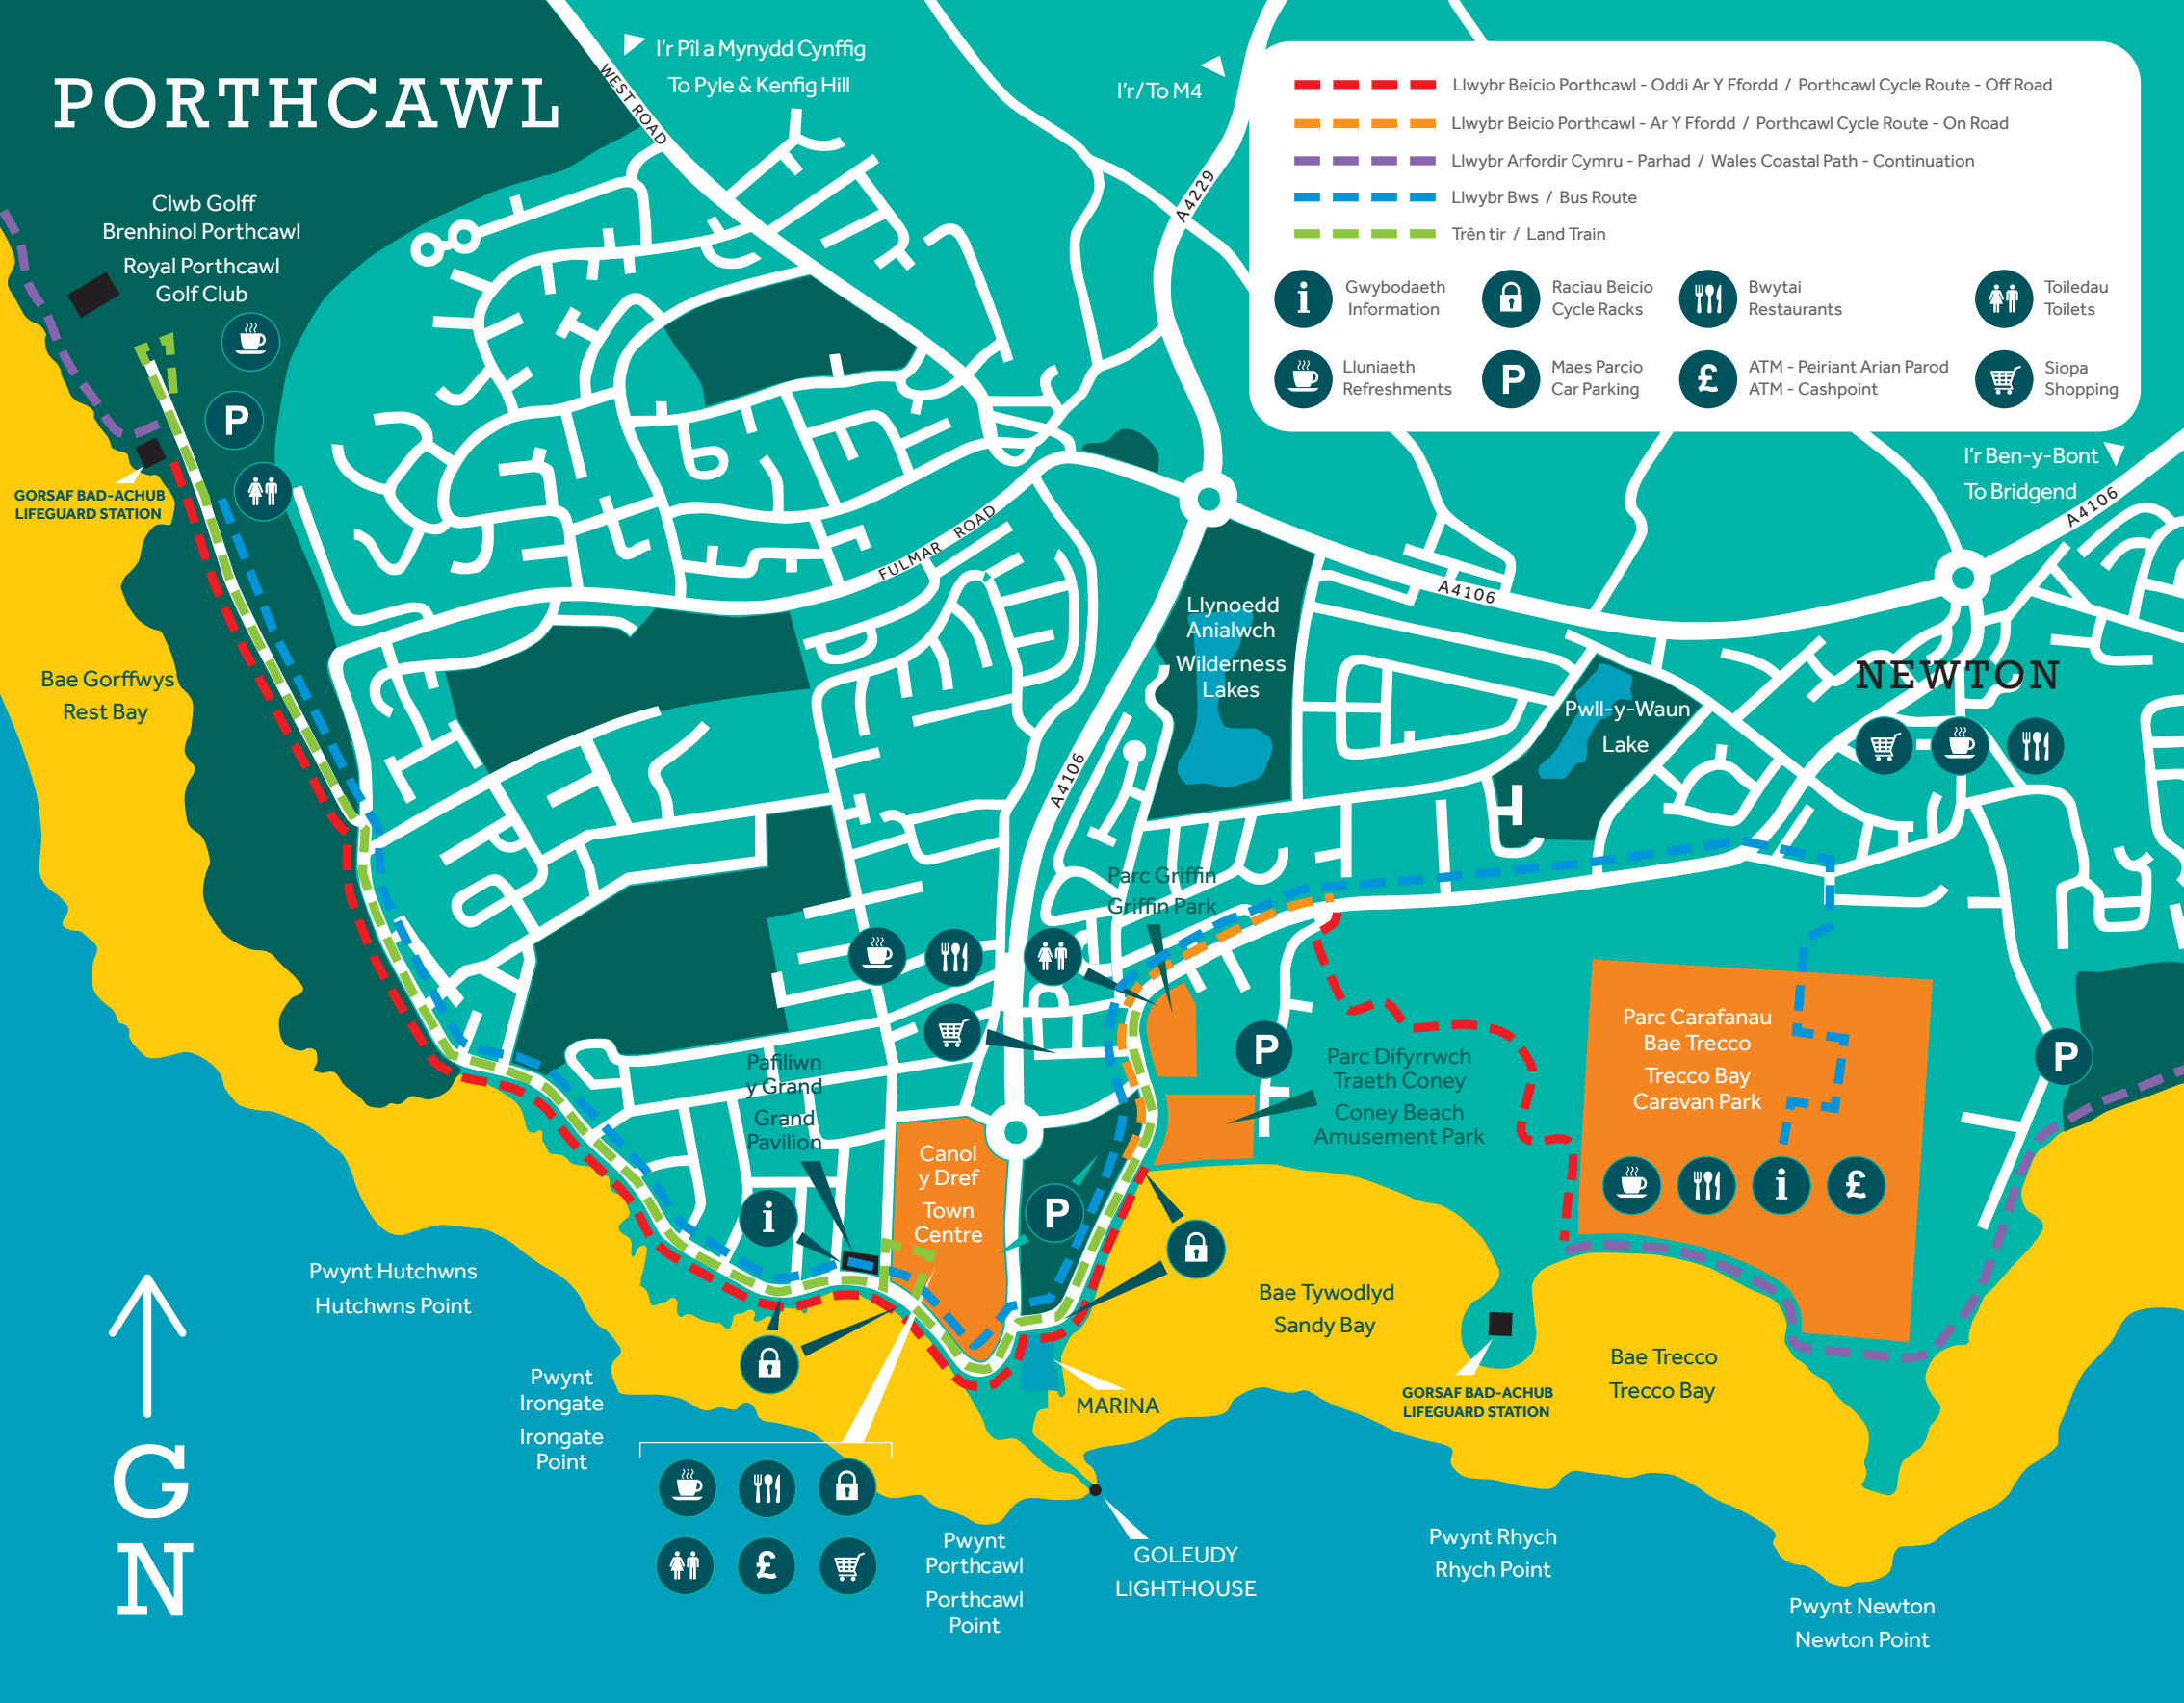 PORTHCAWL
I'r Pîl a Mynydd Cynffig
To Pyle & Kenfig Hill
WEST ROAD
I'r / To M4
A4229
Llwybr Beicio Porthcawl - Oddi Ar Y Ffordd / Porthcawl Cycle Route - Off Road
Llwybr Beicio Porthcawl - Ar Y Ffordd / Porthcawl Cycle Route - On Road
Llwybr Arfordir Cymru - Parhad / Wales Coastal Path - Continuation
Llwybr Bws / Bus Route
Trên tir / Land Train
i
Gwybodaeth
Information
Raciau Beicio
Cycle Racks
Bwytai
Restaurants
Toiledau
Toilets
Lluniaeth
Refreshments
P
Maes Parcio
Car Parking
£
ATM - Peiriant Arian Parod
ATM - Cashpoint
Siopa
Shopping
Clwb Golff
Brenhinol Porthcawl
Royal Porthcawl
Golf Club
P
GORSAF BAD-ACHUB
LIFEGUARD STATION
I'r Ben-y-Bont
To Bridgend
A4106
FULMAR ROAD
A4106
Llynoedd
Anialwch
Wilderness
Lakes
Bae Gorffwys
Rest Bay
NEWTON
Pwll-y-Waun
Lake
A4106
Parc Griffin
Griffin Park
Parc Carafanau
Bae Trecco
Trecco Bay
Caravan Park
P
P
Parc Difyrrwch
Traeth Coney
Coney Beach
Amusement Park
Pafiliwn
y Grand
Grand
Pavilion
Canol
y Dref
Town
Centre
i
P
i
£
Pwynt Hutchwns
Hutchwns Point
Bae Tywodlyd
Sandy Bay
Bae Trecco
Trecco Bay
GORSAF BAD-ACHUB
LIFEGUARD STATION
MARINA
Pwynt
Irongate
Irongate
Point
£
G
N
Pwynt
Porthcawl
Porthcawl
Point
GOLEUDY
LIGHTHOUSE
Pwynt Rhych
Rhych Point
Pwynt Newton
Newton Point